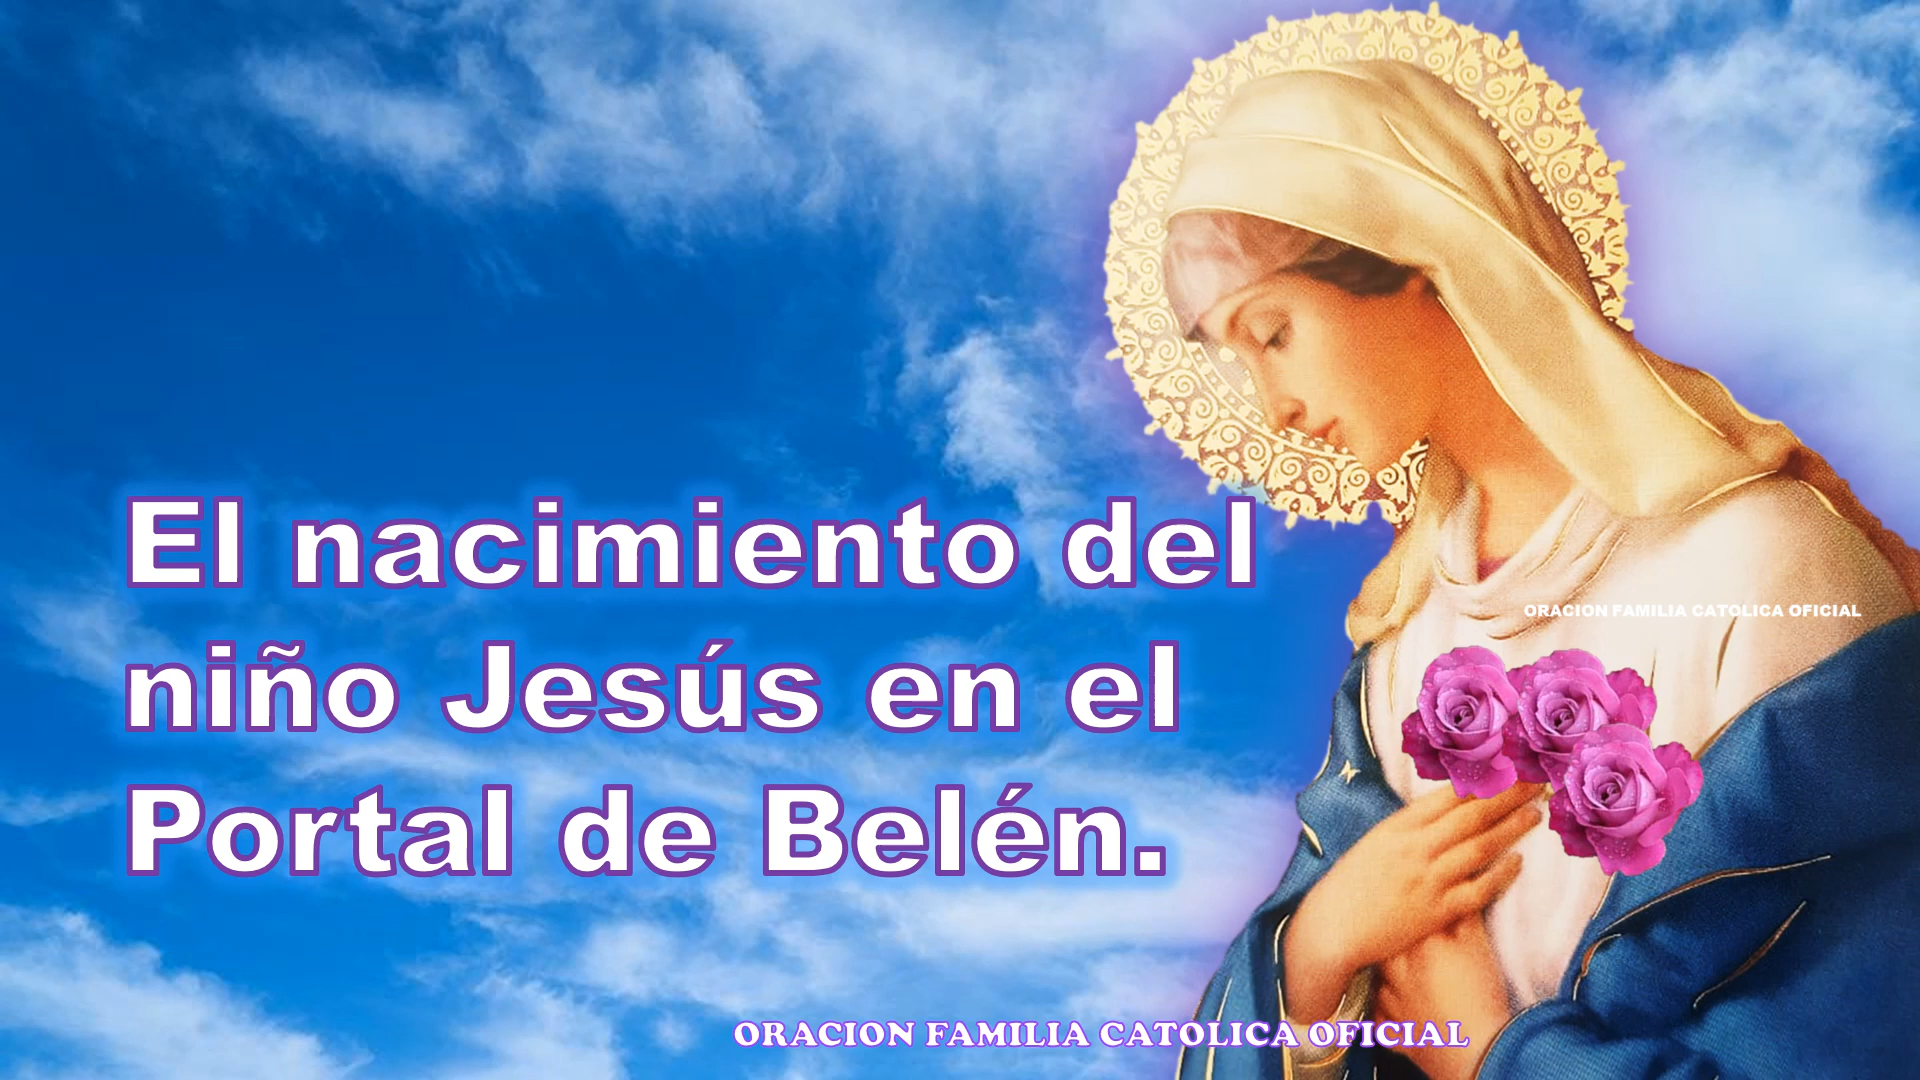 El nacimiento del
niño Jesús en el
Portal de Belén.
ORACION FAMILIA CATOLICA OFICIAL
ORACION FAMILIA CATOLICA OFICIAL